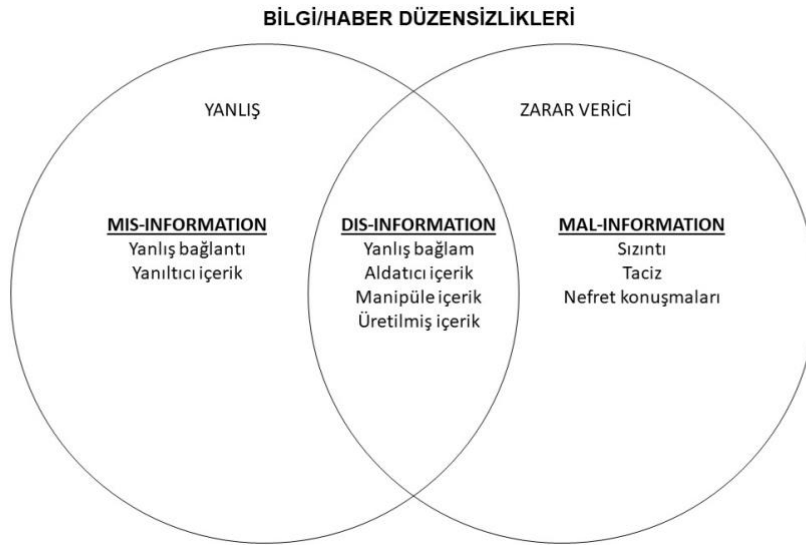 BİLGİ/HABER DÜZENSİZLİKLERİ
YANLIŞ
ZARAR VERİCİ
MIS-INFORMATION
Yanlış bağlantı
Yanıltıcı içerik
DIS-INFORMATION
Yanlış bağlam
Aldatıcı içerik
Manipüle içerik
Üretilmiş içerik
MAL-INFORMATION
Sızıntı
Taciz
Nefret konuşmaları